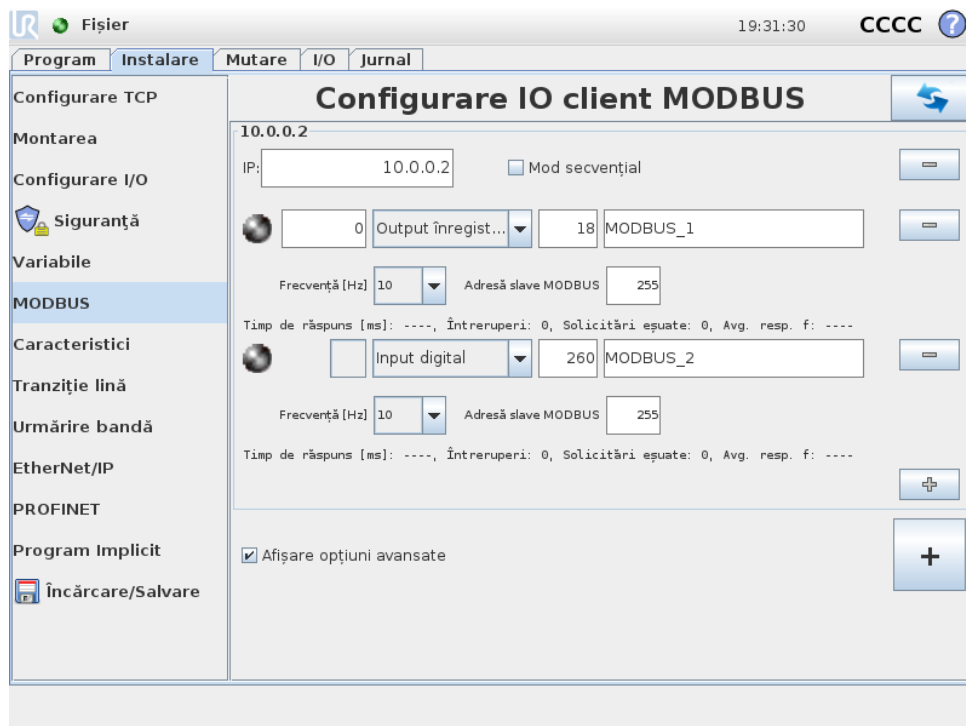 UR Fișier 19:31:30 CCCC ?
Program Instalare Mutare I/O Jurnal
Configurare TCP
Montarea
Configurare I/O
Siguranță
Variabile
MODBUS
Caracteristici
Tranziție lină
Urmărire bandă
EtherNet/IP
PROFINET
Program Implicit
Încărcare/Salvare
Configurare IO client MODBUS
10.0.0.2
IP: 10.0.0.2 Mod secvențial
0 Output înregist... 18 MODBUS_1
Frecvență [Hz] 10 Adresă slave MODBUS 255
Timp de răspuns [ms]: ----, Întreruperi: 0, Solicitări eșuate: 0, Avg. resp. f: ----
Input digital 260 MODBUS_2
Frecvență [Hz] 10 Adresă slave MODBUS 255
Timp de răspuns [ms]: ----, Întreruperi: 0, Solicitări eșuate: 0, Avg. resp. f: ----
Afișare opțiuni avansate